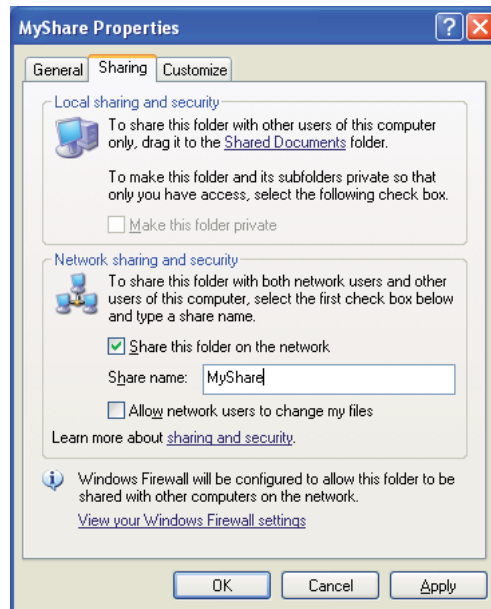 MyShare Properties
General Sharing Customize
Local sharing and security
To share this folder with other users of this computer
only, drag it to the Shared Documents folder.
To make this folder and its subfolders private so that
only you have access, select the following check box.
Make this folder private
Network sharing and security
To share this folder with both network users and other
users of this computer, select the first check box below
and type a share name.
Share this folder on the network
Share name: MyShare
Allow network users to change my files
Learn more about sharing and security.
Windows Firewall will be configured to allow this folder to be
shared with other computers on the network.
View your Windows Firewall settings
OK Cancel Apply